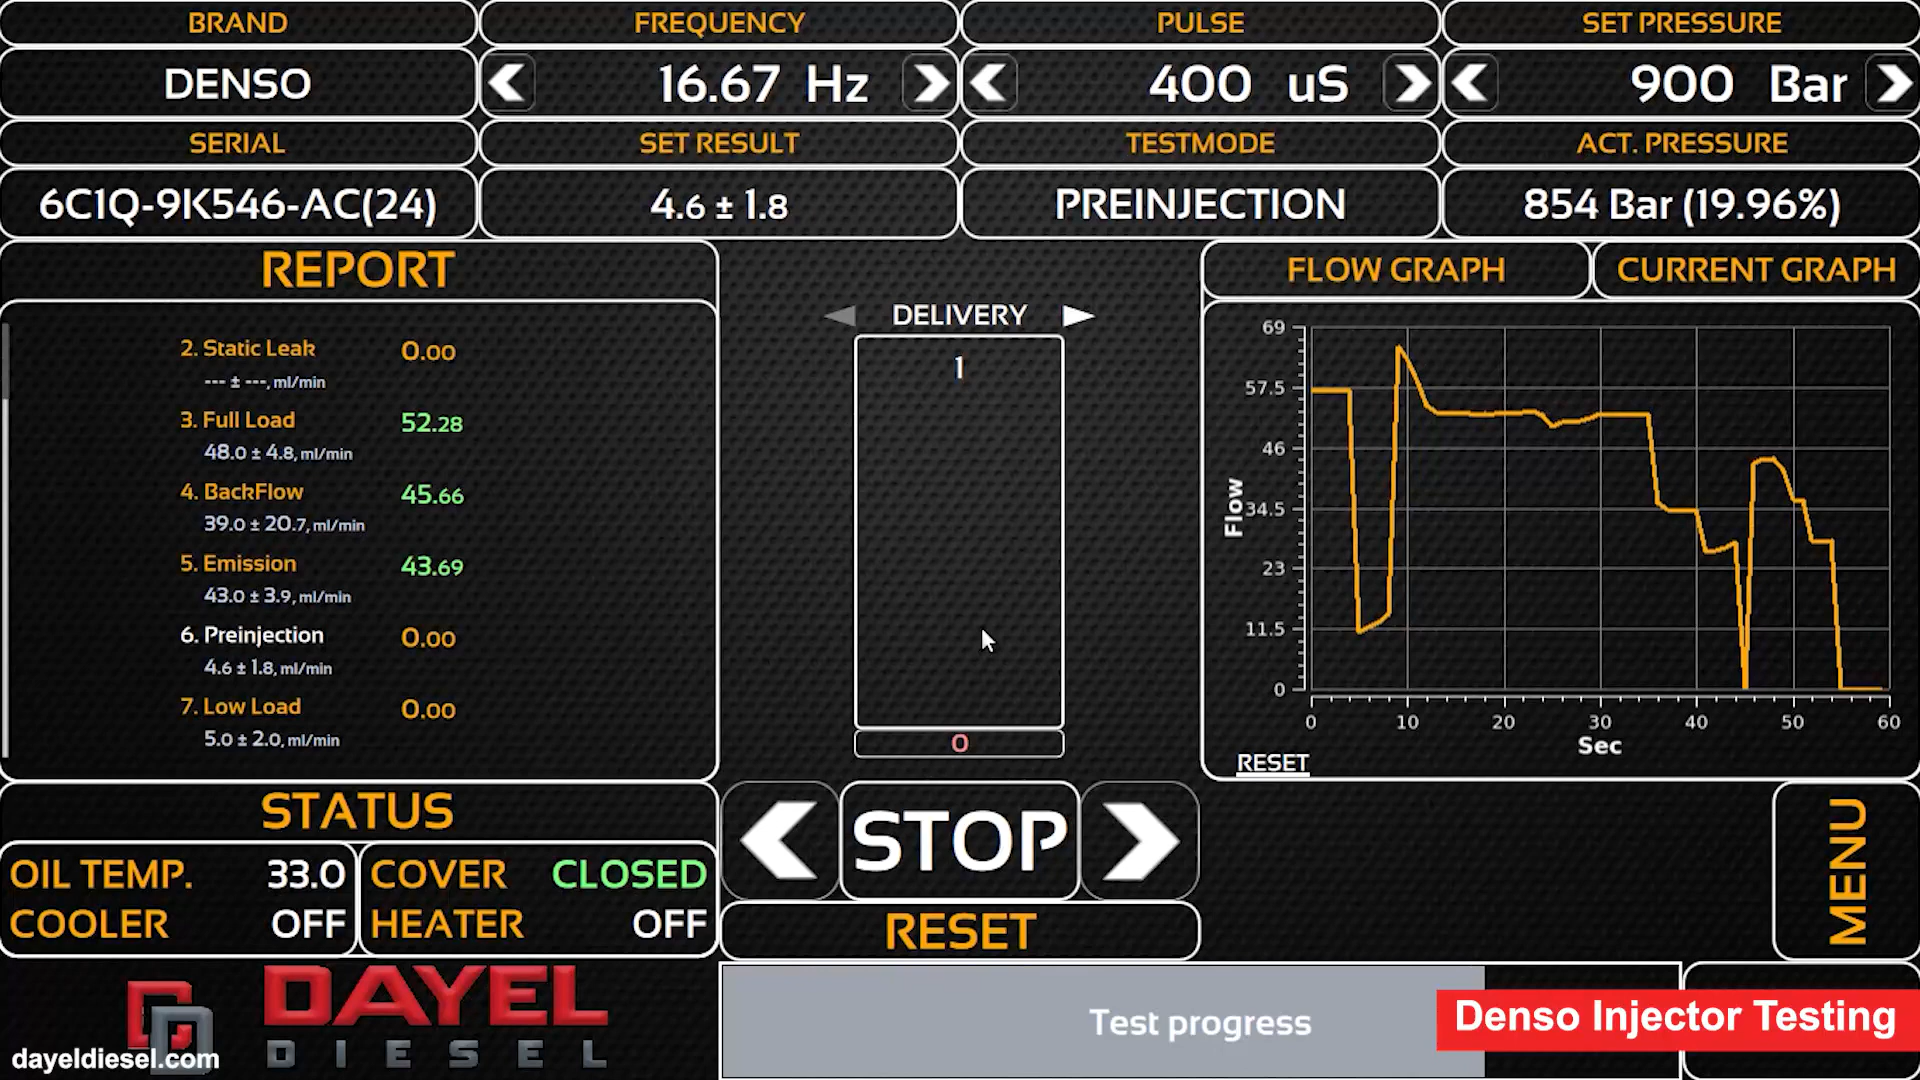 BRAND
FREQUENCY
PULSE
SET PRESSURE
DENSO
16.67 Hz
400 uS
900 Bar
SERIAL
SET RESULT
TESTMODE
ACT. PRESSURE
6C1Q-9K546-AC(24)
4.6 ± 1.8
PREINJECTION
854 Bar (19.96%)
REPORT
2. Static Leak 0.00
--- ± ---, ml/min
3. Full Load 52.28
48.0 ± 4.8, ml/min
4. BackFlow 45.66
39.0 ± 20.7, ml/min
5. Emission 43.69
43.0 ± 3.9, ml/min
6. Preinjection 0.00
4.6 ± 1.8, ml/min
7. Low Load 0.00
5.0 ± 2.0, ml/min
DELIVERY
1
0
FLOW GRAPH
CURRENT GRAPH
69
57.5
46
34.5
23
11.5
0
Flow
0 10 20 30 40 50 60
Sec
RESET
STATUS
OIL TEMP. 33.0
COVER CLOSED
COOLER OFF
HEATER OFF
STOP
RESET
MENU
DAYEL
DIESEL
dayeldiesel.com
Test progress
Denso Injector Testing